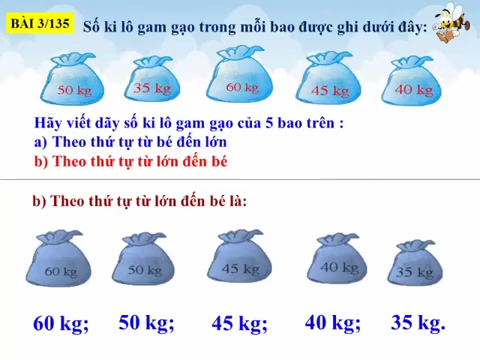 BÀI 3/135
Số ki lô gam gạo trong mỗi bao được ghi dưới đây:
50 kg 35 kg 60 kg 45 kg 40 kg
Hãy viết dãy số ki lô gam gạo của 5 bao trên :
a) Theo thứ tự từ bé đến lớn
b) Theo thứ tự từ lớn đến bé
b) Theo thứ tự từ lớn đến bé là:
60 kg 50 kg 45 kg 40 kg 35 kg
60 kg; 50 kg; 45 kg; 40 kg; 35 kg.